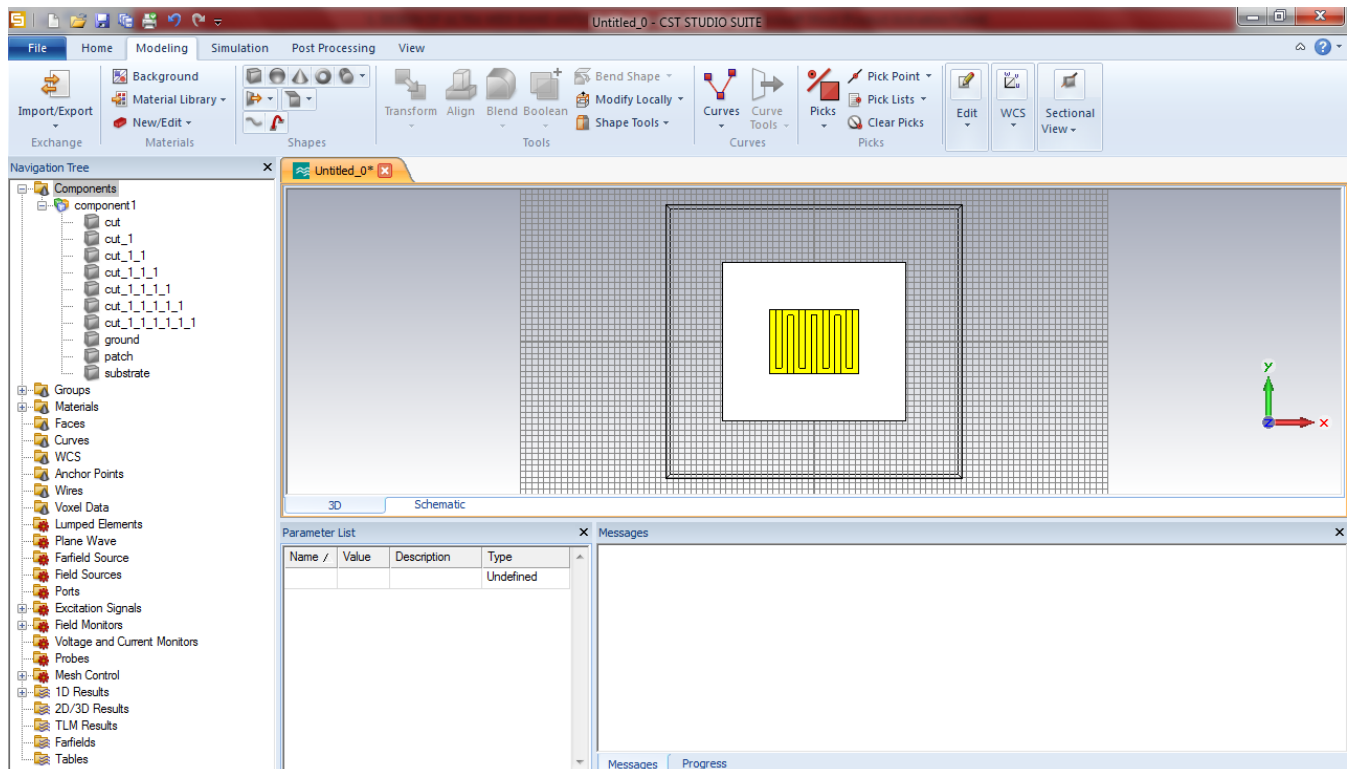 Untitled_0 - CST STUDIO SUITE
File Home Modeling Simulation Post Processing View
Import/Export
Exchange
Background
Material Library
New/Edit
Materials
Shapes
Transform Align Blend Boolean
Bend Shape
Modify Locally
Shape Tools
Tools
Curves Curve Tools
Curves
Picks
Pick Point
Pick Lists
Clear Picks
Picks
Edit
WCS
Sectional View
Navigation Tree
Components
component1
cut
cut_1
cut_1_1
cut_1_1_1
cut_1_1_1_1
cut_1_1_1_1_1
cut_1_1_1_1_1_1
ground
patch
substrate
Groups
Materials
Faces
Curves
WCS
Anchor Points
Wires
Voxel Data
Lumped Elements
Plane Wave
Farfield Source
Field Sources
Ports
Excitation Signals
Field Monitors
Voltage and Current Monitors
Probes
Mesh Control
1D Results
2D/3D Results
TLM Results
Farfields
Tables
Untitled_0*
y
z x
3D Schematic
Parameter List
Name / Value Description Type
Undefined
Messages
Messages Progress